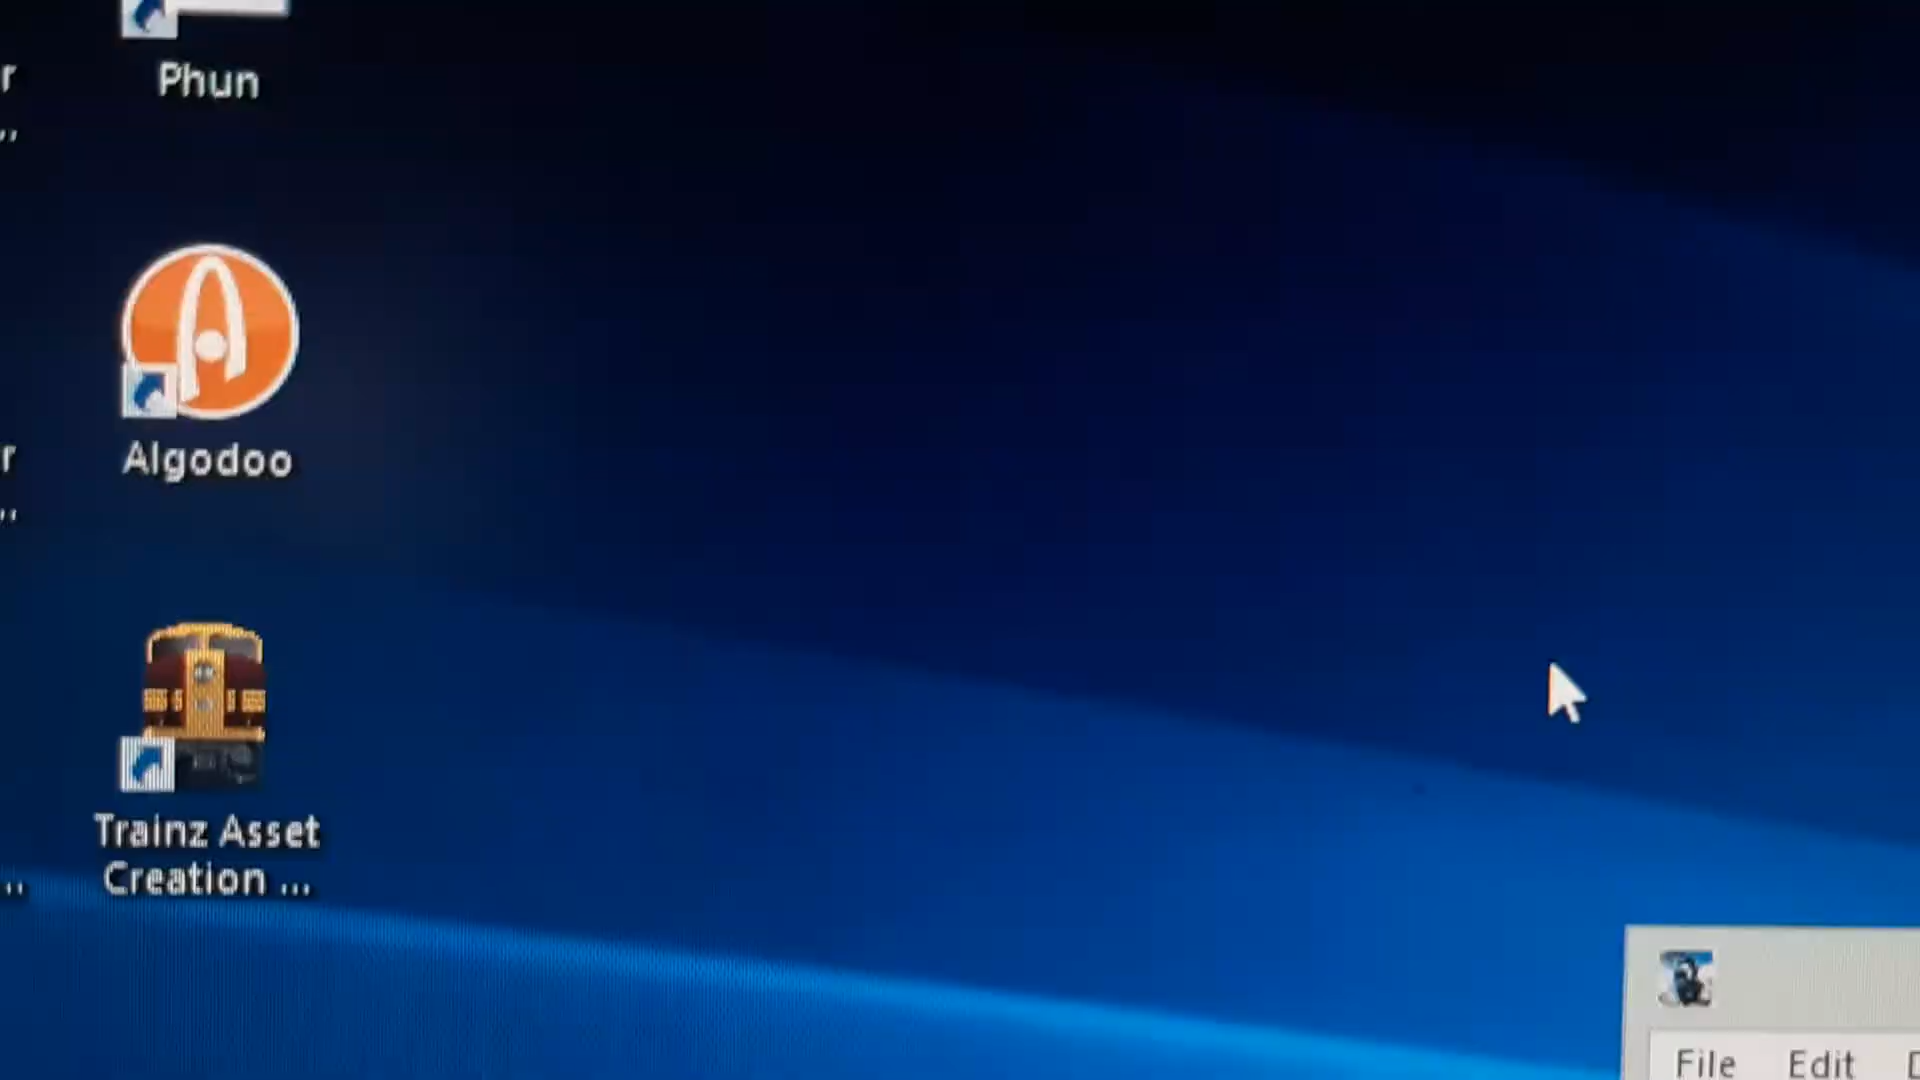 Phun
Algodoo
Trainz Asset
Creation ...
File Edit